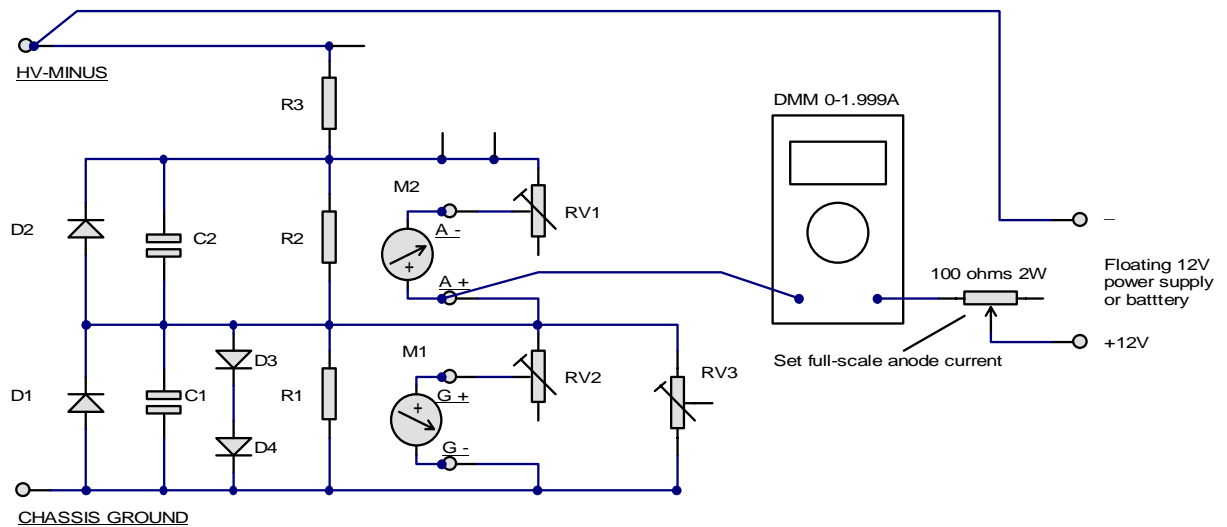 HV-MINUS
R3
DMM 0-1.999A
M2
A -
RV1
D2
C2
R2
A +
100 ohms 2W
–
Floating 12V
power supply
or batttery
+12V
Set full-scale anode current
D3
M1
RV2
RV3
D1
C1
R1
G +
D4
G -
CHASSIS GROUND
+
+